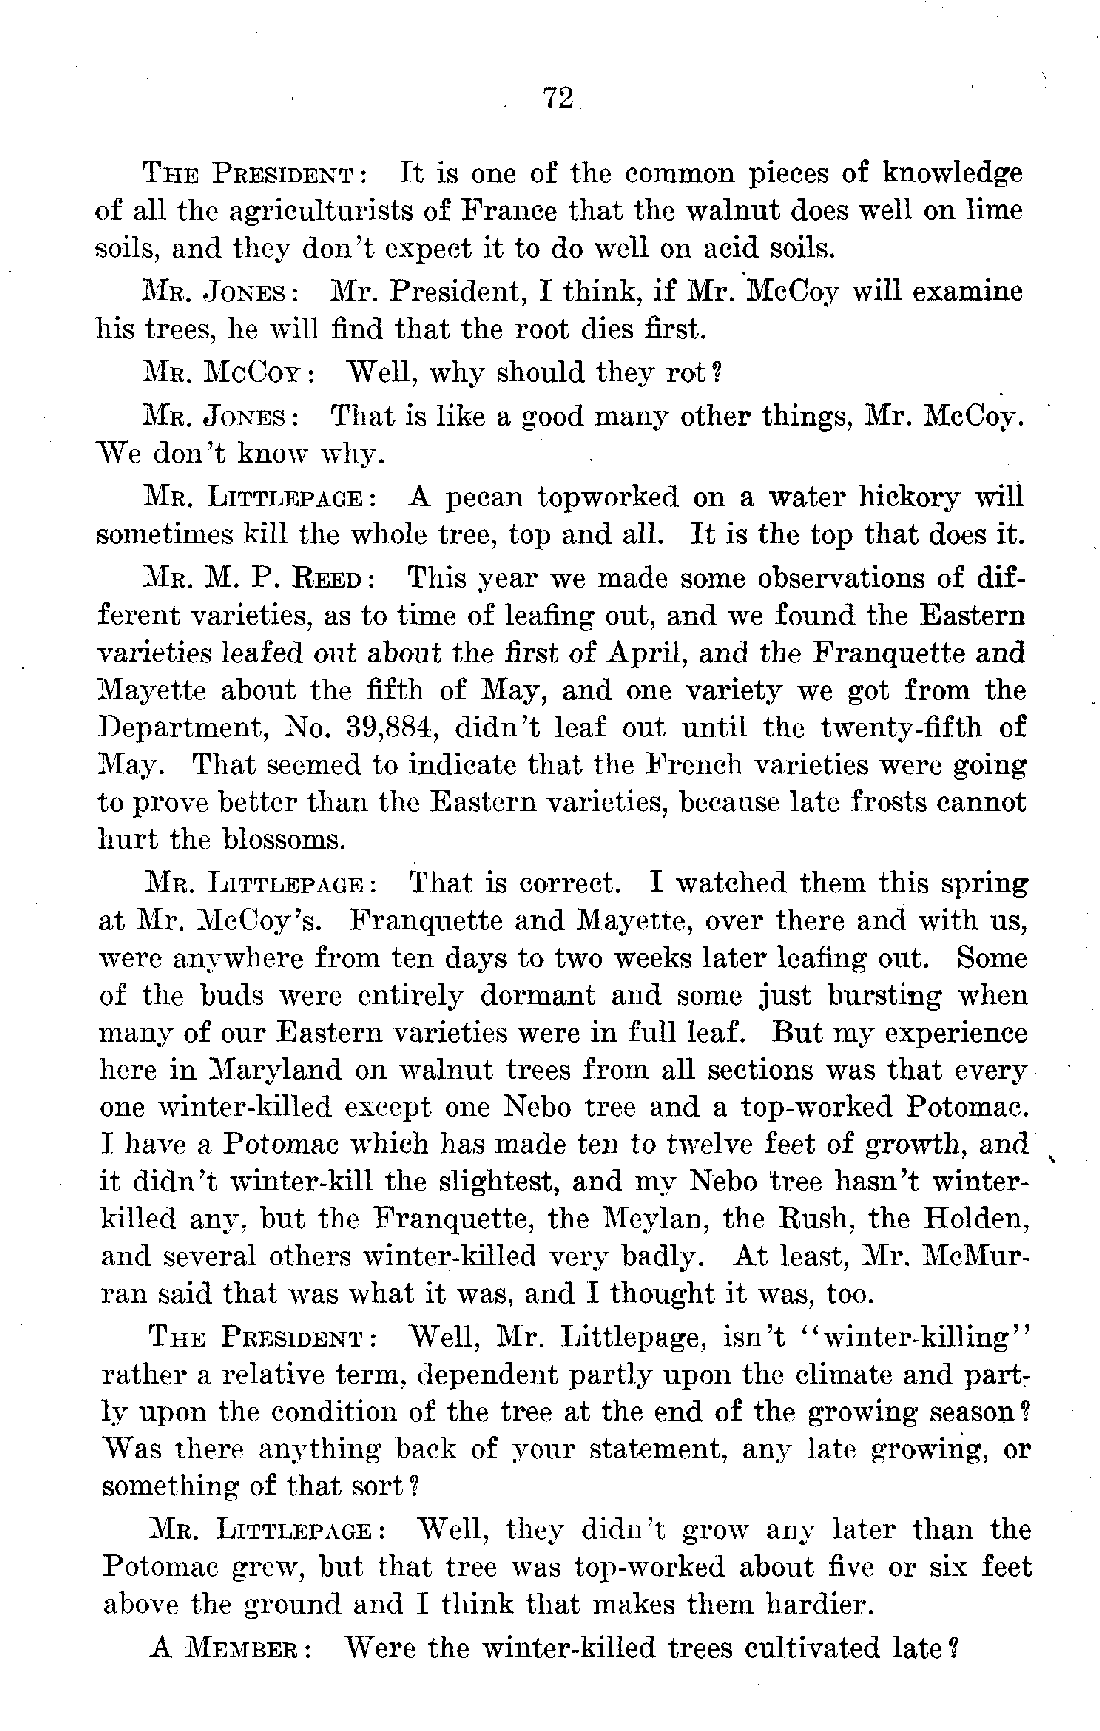 72
THE PRESIDENT: It is one of the common pieces of knowledge
of all the agriculturists of France that the walnut does well on lime
soils, and they don't expect it to do well on acid soils.
MR. JONES: Mr. President, I think, if Mr. McCoy will examine
his trees, he will find that the root dies first.
MR. MCCOY: Well, why should they rot?
MR. JONES: That is like a good many other things, Mr. McCoy.
We don't know why.
MR. LITTLEPAGE: A pecan topworked on a water hickory will
sometimes kill the whole tree, top and all. It is the top that does it.
MR. M. P. REED: This year we made some observations of dif-
ferent varieties, as to time of leafing out, and we found the Eastern
varieties leafed out about the first of April, and the Franquette and
Mayette about the fifth of May, and one variety we got from the
Department, No. 39,884, didn't leaf out until the twenty-fifth of
May. That seemed to indicate that the French varieties were going
to prove better than the Eastern varieties, because late frosts cannot
hurt the blossoms.
MR. LITTLEPAGE: That is correct. I watched them this spring
at Mr. McCoy's. Franquette and Mayette, over there and with us,
were anywhere from ten days to two weeks later leafing out. Some
of the buds were entirely dormant and some just bursting when
many of our Eastern varieties were in full leaf. But my experience
here in Maryland on walnut trees from all sections was that every
one winter-killed except one Nebo tree and a top-worked Potomac.
I have a Potomac which has made ten to twelve feet of growth, and
it didn't winter-kill the slightest, and my Nebo tree hasn't winter-
killed any, but the Franquette, the Meylan, the Rush, the Holden,
and several others winter-killed very badly. At least, Mr. McMur-
ran said that was what it was, and I thought it was, too.
THE PRESIDENT: Well, Mr. Littlepage, isn't "winter-killing"
rather a relative term, dependent partly upon the climate and part-
ly upon the condition of the tree at the end of the growing season?
Was there anything back of your statement, any late growing, or
something of that sort?
MR. LITTLEPAGE: Well, they didn't grow any later than the
Potomac grew, but that tree was top-worked about five or six feet
above the ground and I think that makes them hardier.
A MEMBER: Were the winter-killed trees cultivated late?